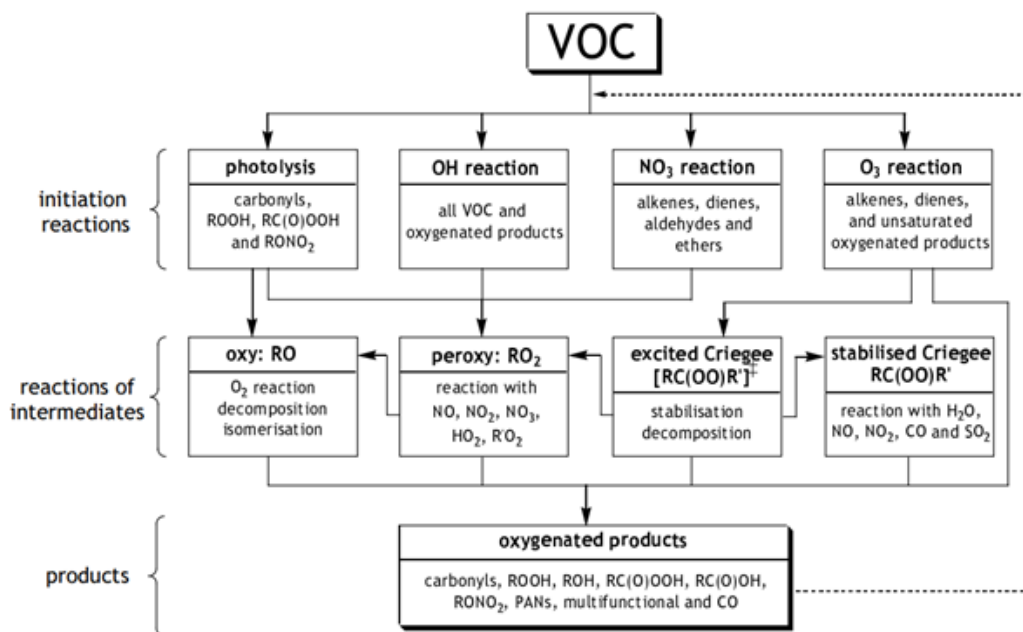 VOC
initiation
reactions
photolysis
carbonyls,
ROOH, RC(O)OOH
and RONO₂
OH reaction
all VOC and
oxygenated products
NO₃ reaction
alkenes, dienes,
aldehydes and
ethers
O₃ reaction
alkenes, dienes,
and unsaturated
oxygenated products
reactions of
intermediates
oxy: RO
O₂ reaction
decomposition
isomerisation
peroxy: RO₂
reaction with
NO, NO₂, NO₃,
HO₂, R'O₂
excited Criegee
[RC(OO)R']‡
stabilisation
decomposition
stabilised Criegee
RC(OO)R'
reaction with H₂O,
NO, NO₂, CO and SO₂
products
oxygenated products
carbonyls, ROOH, ROH, RC(O)OOH, RC(O)OH,
RONO₂, PANs, multifunctional and CO